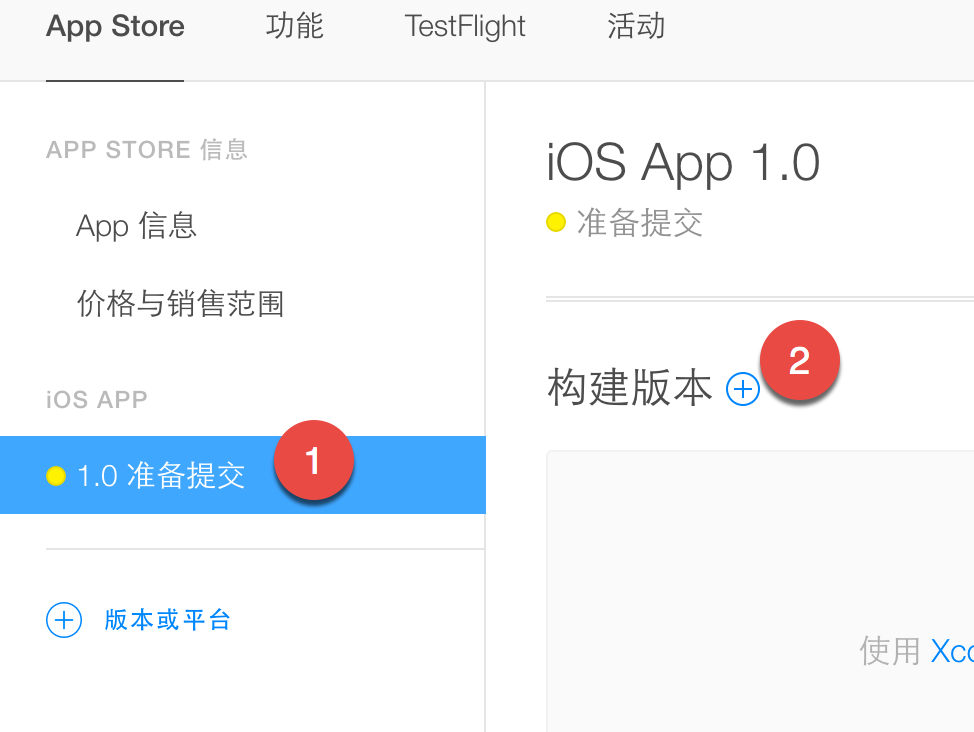 App Store 功能 TestFlight 活动
APP STORE 信息
App 信息
价格与销售范围
iOS APP
1.0 准备提交 1
版本或平台
iOS App 1.0
准备提交
构建版本 2
使用